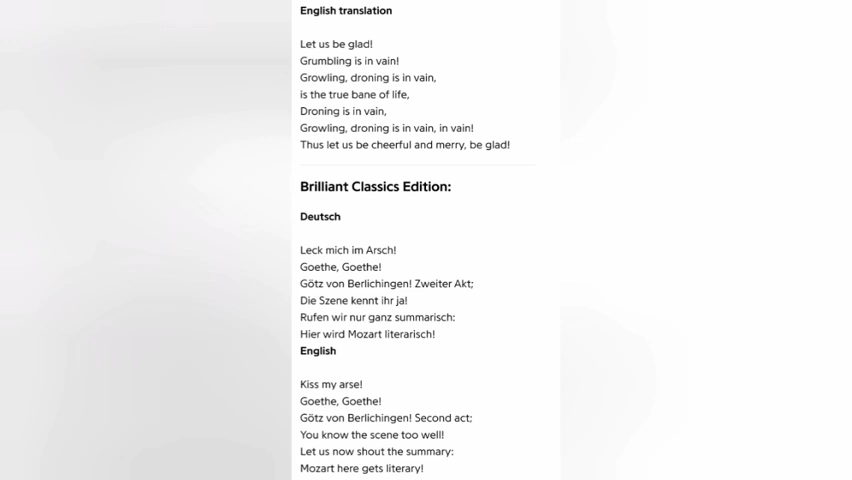 English translation
Let us be glad!
Grumbling is in vain!
Growling, droning is in vain,
is the true bane of life,
Droning is in vain,
Growling, droning is in vain, in vain!
Thus let us be cheerful and merry, be glad!
Brilliant Classics Edition:
Deutsch
Leck mich im Arsch!
Goethe, Goethe!
Götz von Berlichingen! Zweiter Akt;
Die Szene kennt ihr ja!
Rufen wir nur ganz summarisch:
Hier wird Mozart literarisch!
English
Kiss my arse!
Goethe, Goethe!
Götz von Berlichingen! Second act;
You know the scene too well!
Let us now shout the summary:
Mozart here gets literary!